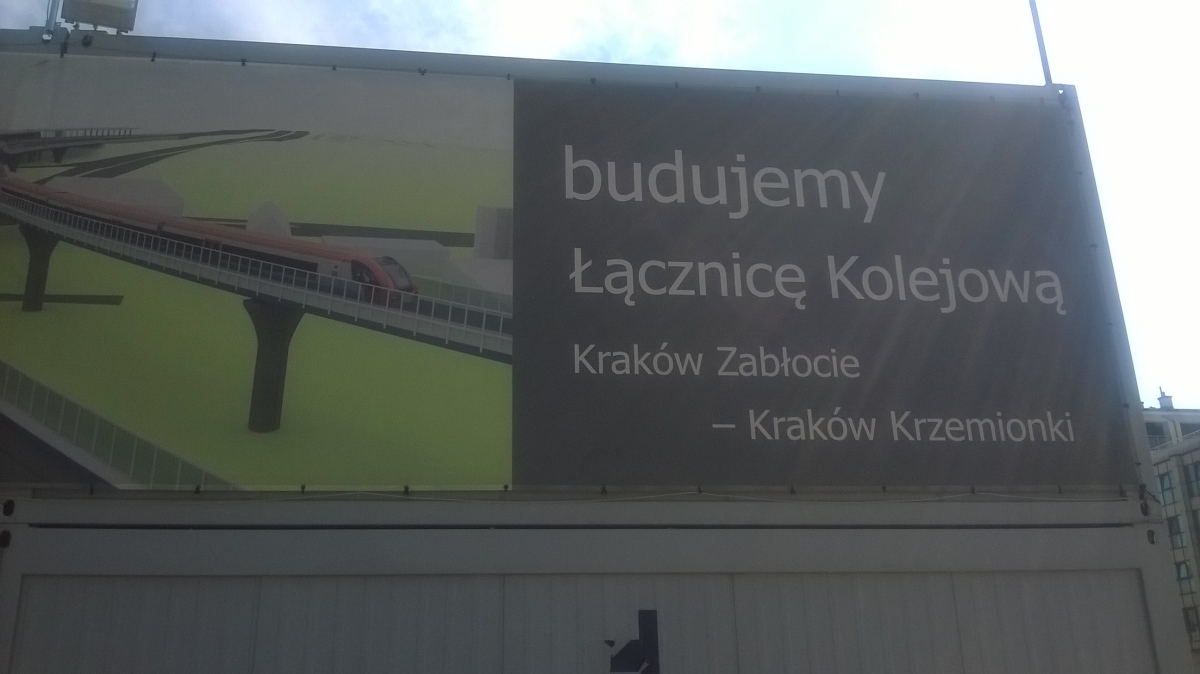 budujemy
Łącznicę Kolejową
Kraków Zabłocie
– Kraków Krzemionki